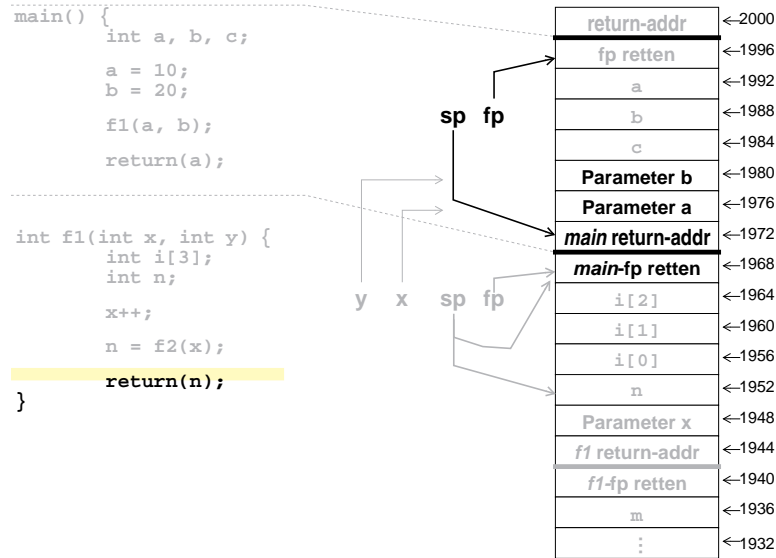 main() {
int a, b, c;
a = 10;
b = 20;
f1(a, b);
return(a);
int f1(int x, int y) {
int i[3];
int n;
x++;
n = f2(x);
return(n);
}
sp fp
y x sp fp
return-addr ←2000
fp retten ←1996
a ←1992
b ←1988
c ←1984
Parameter b ←1980
Parameter a ←1976
main return-addr ←1972
main-fp retten ←1968
i[2] ←1964
i[1] ←1960
i[0] ←1956
n ←1952
Parameter x ←1948
f1 return-addr ←1944
f1-fp retten ←1940
m ←1936
⋮ ←1932